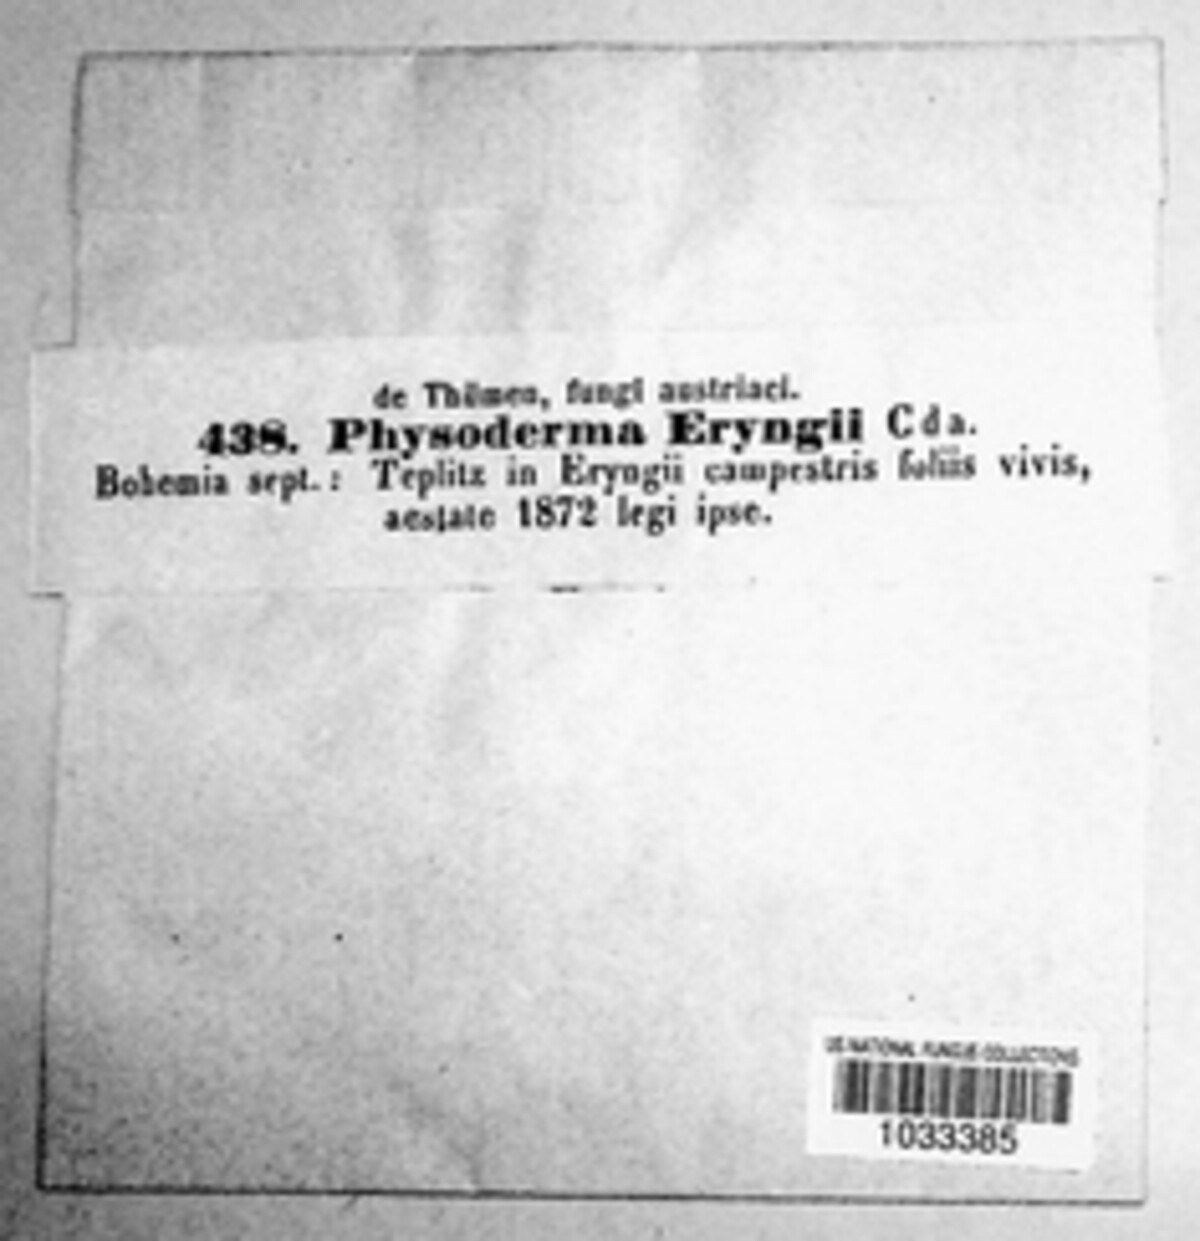 de Thümen, fungi austriaci.
438. Physoderma Eryngii Cda.
Bohemia sept.: Teplitz in Eryngii campestris foliis vivis,
aestate 1872 legi ipse.
US NATIONAL FUNGUS COLLECTIONS
1033385